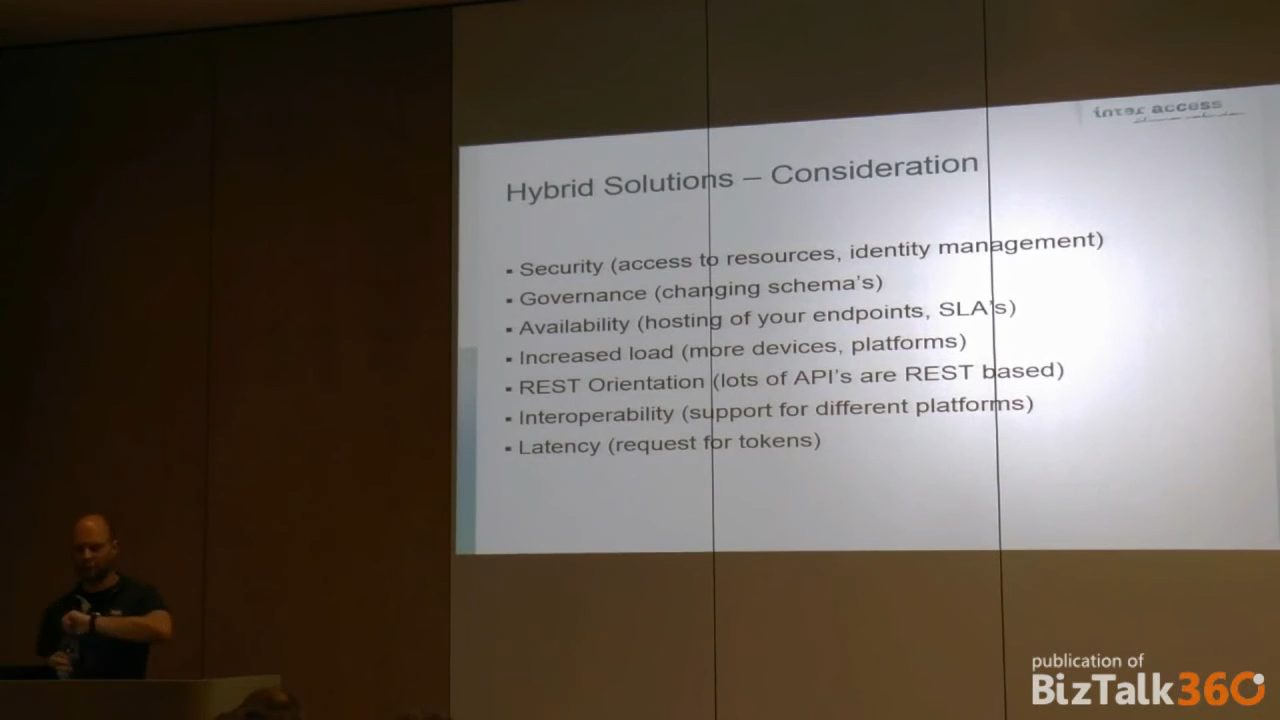 inter access
Hybrid Solutions – Consideration
▪ Security (access to resources, identity management)
▪ Governance (changing schema's)
▪ Availability (hosting of your endpoints, SLA's)
▪ Increased load (more devices, platforms)
▪ REST Orientation (lots of API's are REST based)
▪ Interoperability (support for different platforms)
▪ Latency (request for tokens)
publication of
BizTalk360